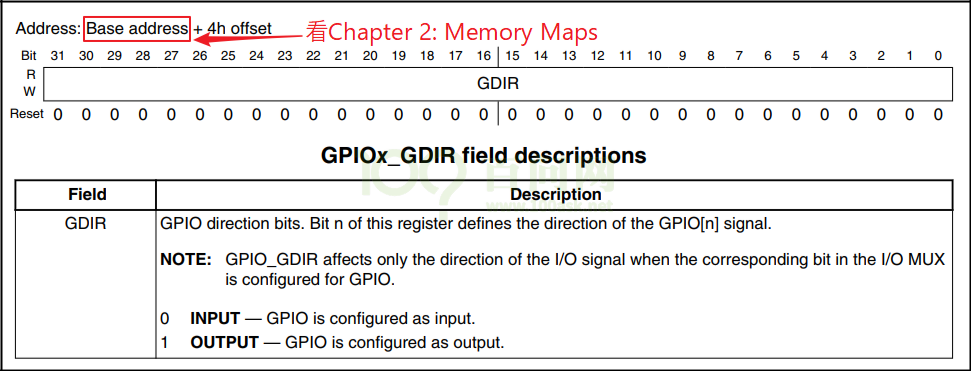 Address: Base address + 4h offset
看Chapter 2: Memory Maps
Bit 31 30 29 28 27 26 25 24 23 22 21 20 19 18 17 16 15 14 13 12 11 10 9 8 7 6 5 4 3 2 1 0
R
W
GDIR
Reset 0 0 0 0 0 0 0 0 0 0 0 0 0 0 0 0 0 0 0 0 0 0 0 0 0 0 0 0 0 0 0 0
GPIOx_GDIR field descriptions
Field Description
GDIR GPIO direction bits. Bit n of this register defines the direction of the GPIO[n] signal.
NOTE: GPIO_GDIR affects only the direction of the I/O signal when the corresponding bit in the I/O MUX
is configured for GPIO.
0 INPUT — GPIO is configured as input.
1 OUTPUT — GPIO is configured as output.